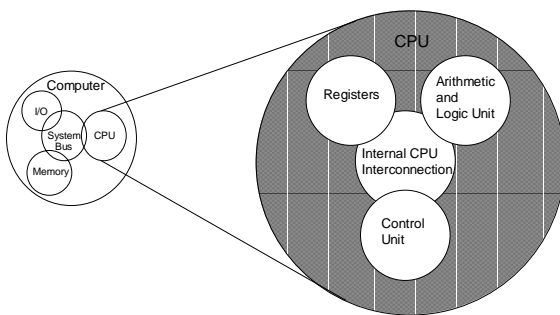 Computer
I/O
System
Bus
CPU
Memory
CPU
Registers
Arithmetic
and
Logic Unit
Internal CPU
Interconnection
Control
Unit